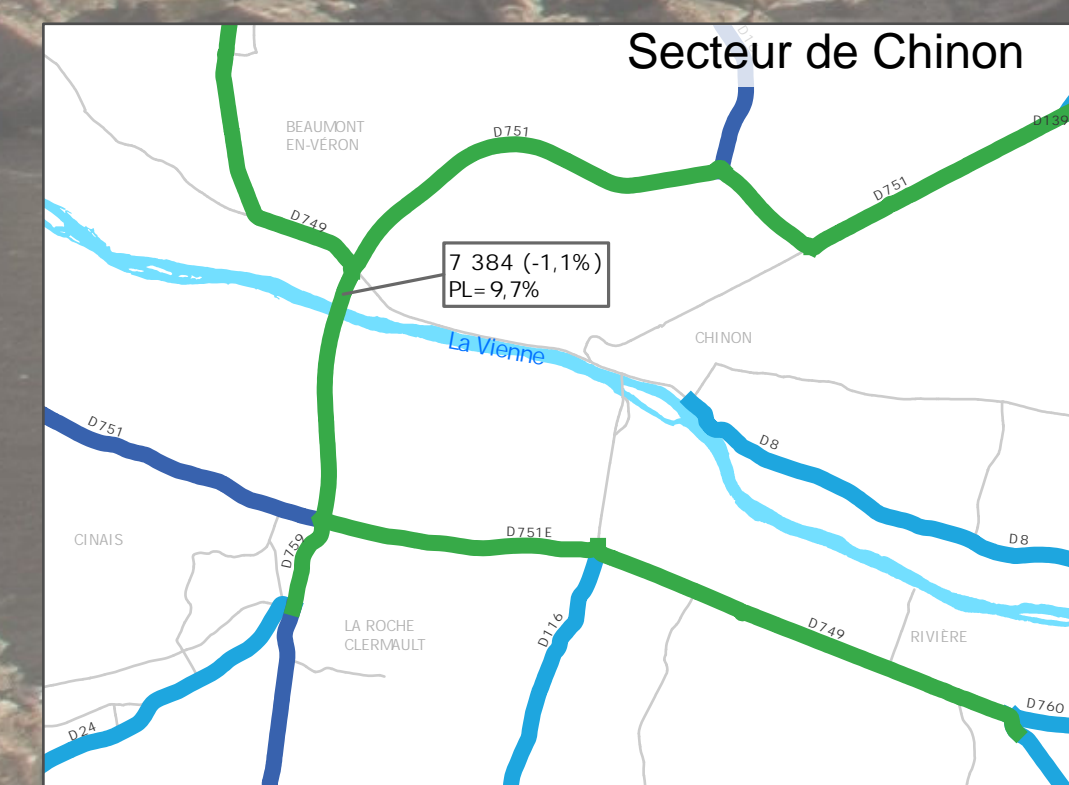 Secteur de Chinon
D1
D139
BEAUMONT
EN-VÉRON
D751
D751
D749
7 384 (-1,1%)
PL= 9,7%
La Vienne
CHINON
D751
D8
CINAIS
D759
D751E
D8
D116
LA ROCHE
CLERMAULT
D749
RIVIÈRE
D24
D760